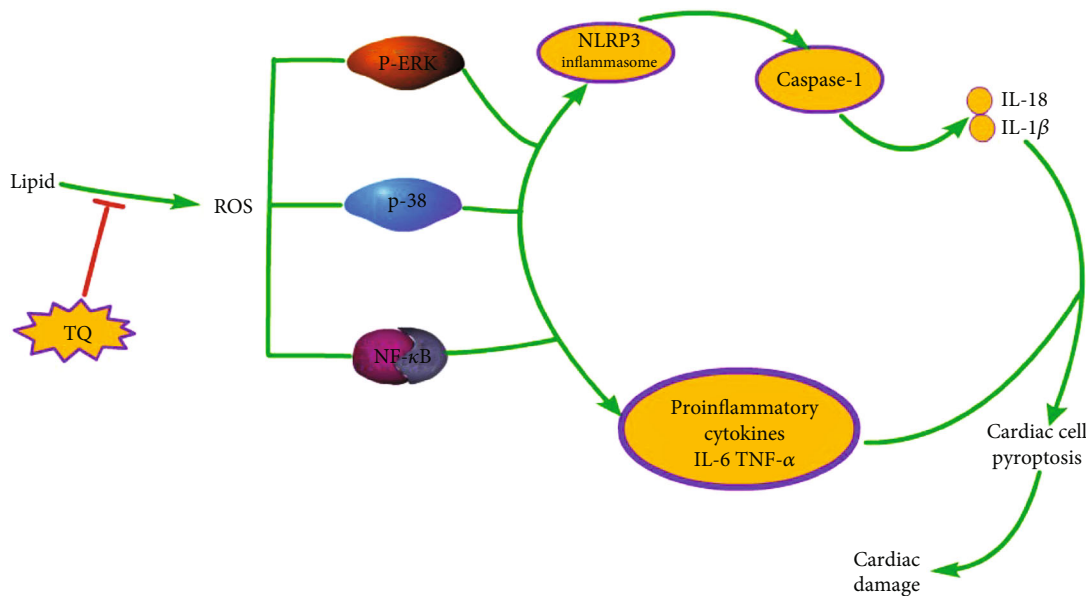 Lipid
TQ
ROS
P-ERK
p-38
NF-κB
NLRP3
inflammasome
Caspase-1
IL-18
IL-1β
Proinflammatory
cytokines
IL-6 TNF-α
Cardiac cell
pyroptosis
Cardiac
damage